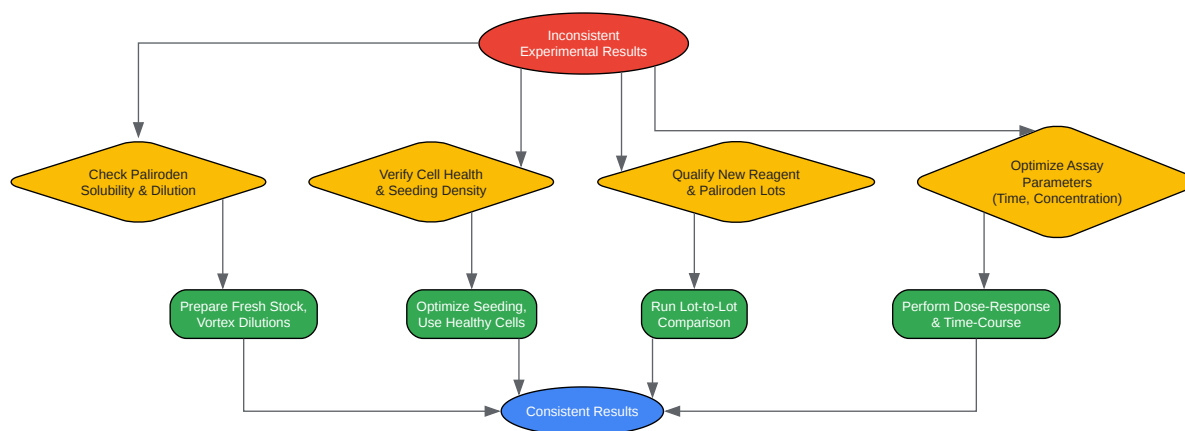 Inconsistent
Experimental Results
Check Paliroden
Solubility & Dilution
Verify Cell Health
& Seeding Density
Qualify New Reagent
& Paliroden Lots
Optimize Assay
Parameters
(Time, Concentration)
Prepare Fresh Stock,
Vortex Dilutions
Optimize Seeding,
Use Healthy Cells
Run Lot-to-Lot
Comparison
Perform Dose-Response
& Time-Course
Consistent Results